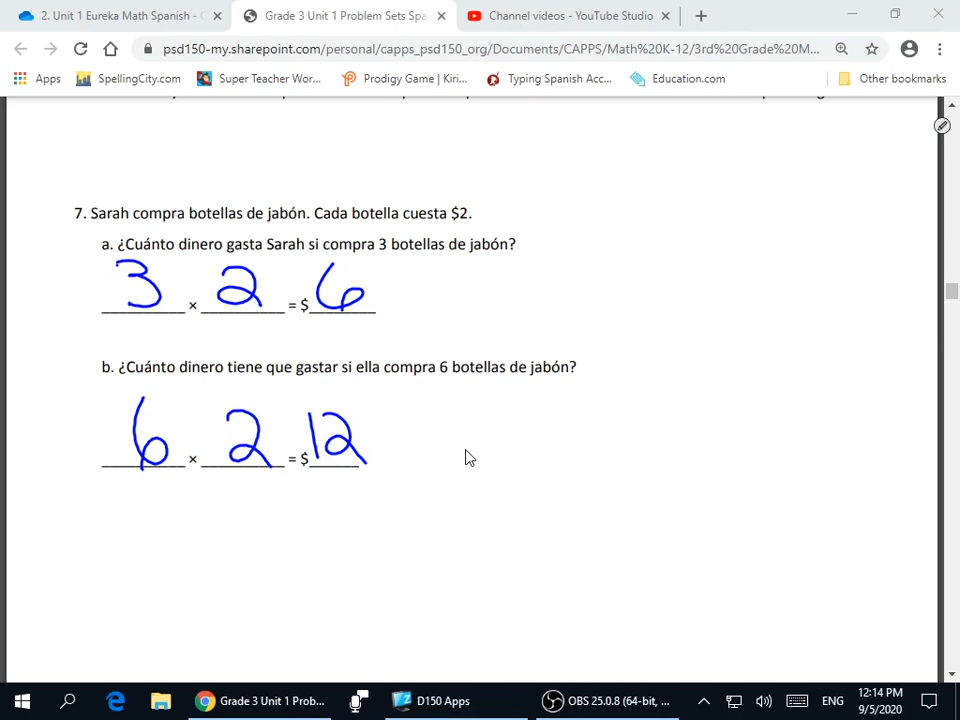 2. Unit 1 Eureka Math Spanish - C
Grade 3 Unit 1 Problem Sets Spa
Channel videos - YouTube Studio
psd150-my.sharepoint.com/personal/capps_psd150_org/Documents/CAPPS/Math%20K-12/3rd%20Grade%20M...
Apps
SpellingCity.com
Super Teacher Wor...
Prodigy Game | Kiri...
Typing Spanish Acc...
Education.com
Other bookmarks
7. Sarah compra botellas de jabón. Cada botella cuesta $2.
a. ¿Cuánto dinero gasta Sarah si compra 3 botellas de jabón?
3 × 2 = $ 6
b. ¿Cuánto dinero tiene que gastar si ella compra 6 botellas de jabón?
6 × 2 = $ 12
Grade 3 Unit 1 Prob...
D150 Apps
OBS 25.0.8 (64-bit, ...
ENG
12:14 PM
9/5/2020